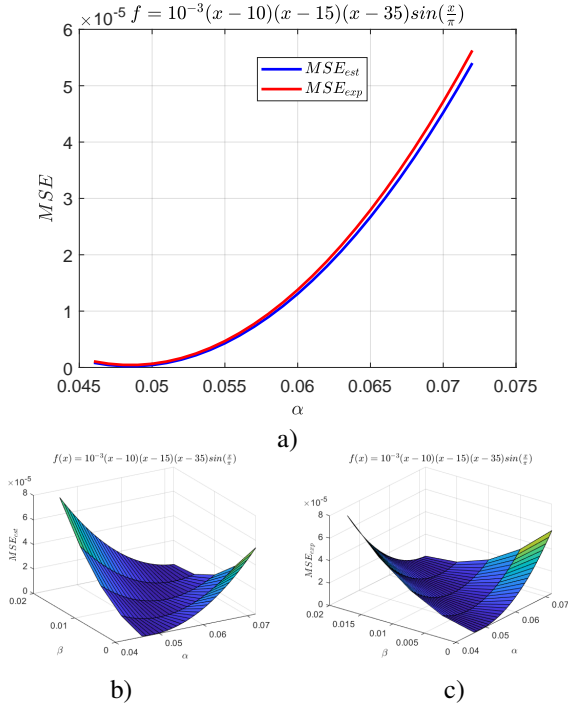 ×10⁻⁵ f = 10⁻³(x − 10)(x − 15)(x − 35)sin(x/π)
6
5
4
3
2
1
0
MSE
MSE_est
MSE_exp
0.045 0.05 0.055 0.06 0.065 0.07 0.075
α
a)
f(x) = 10⁻³(x − 10)(x − 15)(x − 35)sin(x/π)
×10⁻⁵
8
6
4
2
0
MSE_est
0.02
0.01
0
β
0.04
0.05
0.06
0.07
α
b)
f(x) = 10⁻³(x − 10)(x − 15)(x − 35)sin(x/π)
×10⁻⁵
8
6
4
2
0
MSE_exp
0.02
0.015
0.01
0.005
0
β
0.04
0.05
0.06
0.07
α
c)